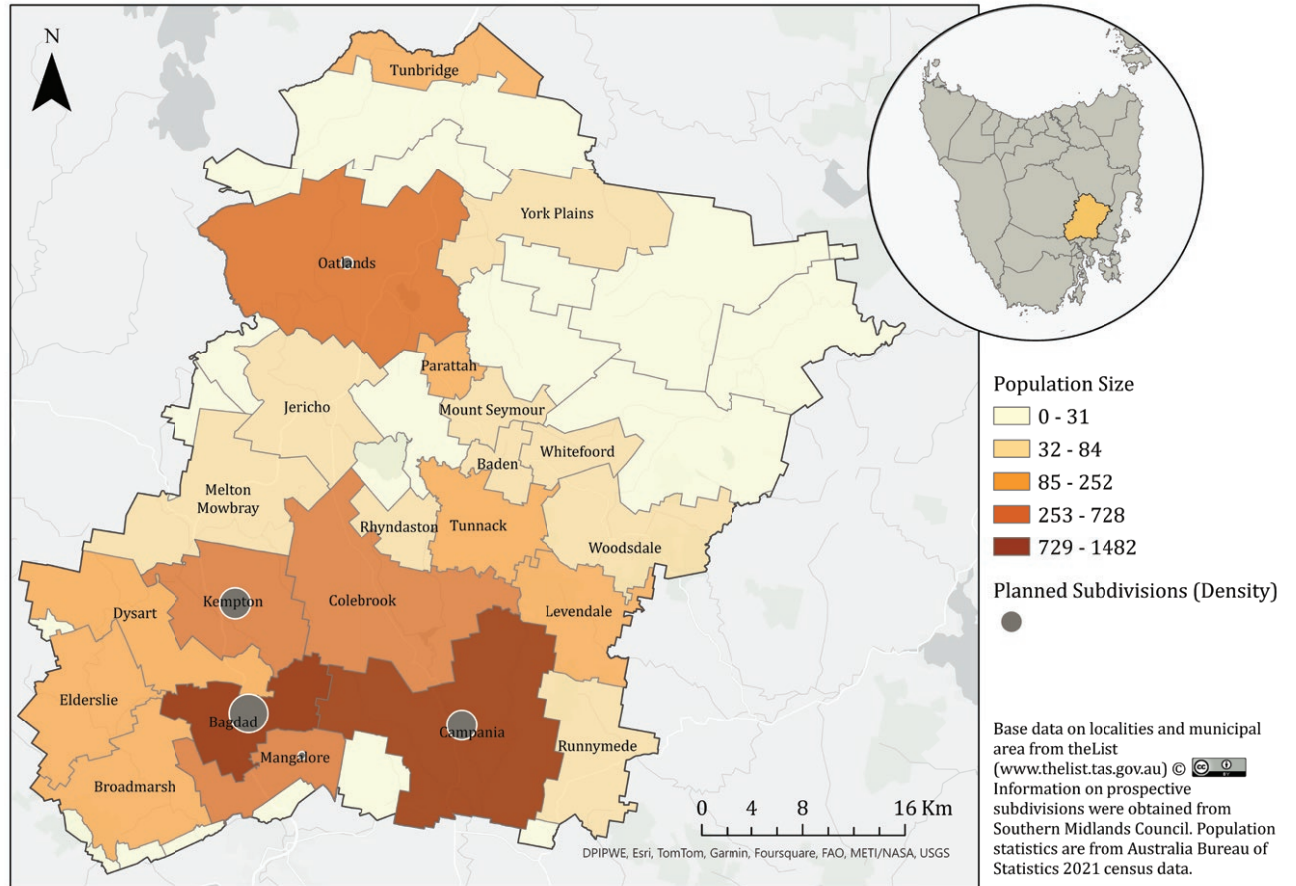 N
Tunbridge
York Plains
Oatlands
Parattah
Jericho
Mount Seymour
Whitefoord
Baden
Melton
Mowbray
Rhyndaston
Tunnack
Woodsdale
Kempton
Colebrook
Dysart
Levendale
Elderslie
Bagdad
Campania
Mangalore
Runnymede
Broadmarsh
0 4 8 16 Km
DPIPWE, Esri, TomTom, Garmin, Foursquare, FAO, METI/NASA, USGS
Population Size
0 - 31
32 - 84
85 - 252
253 - 728
729 - 1482
Planned Subdivisions (Density)
Base data on localities and municipal
area from theList
(www.thelist.tas.gov.au) © cc BY
Information on prospective
subdivisions were obtained from
Southern Midlands Council. Population
statistics are from Australia Bureau of
Statistics 2021 census data.